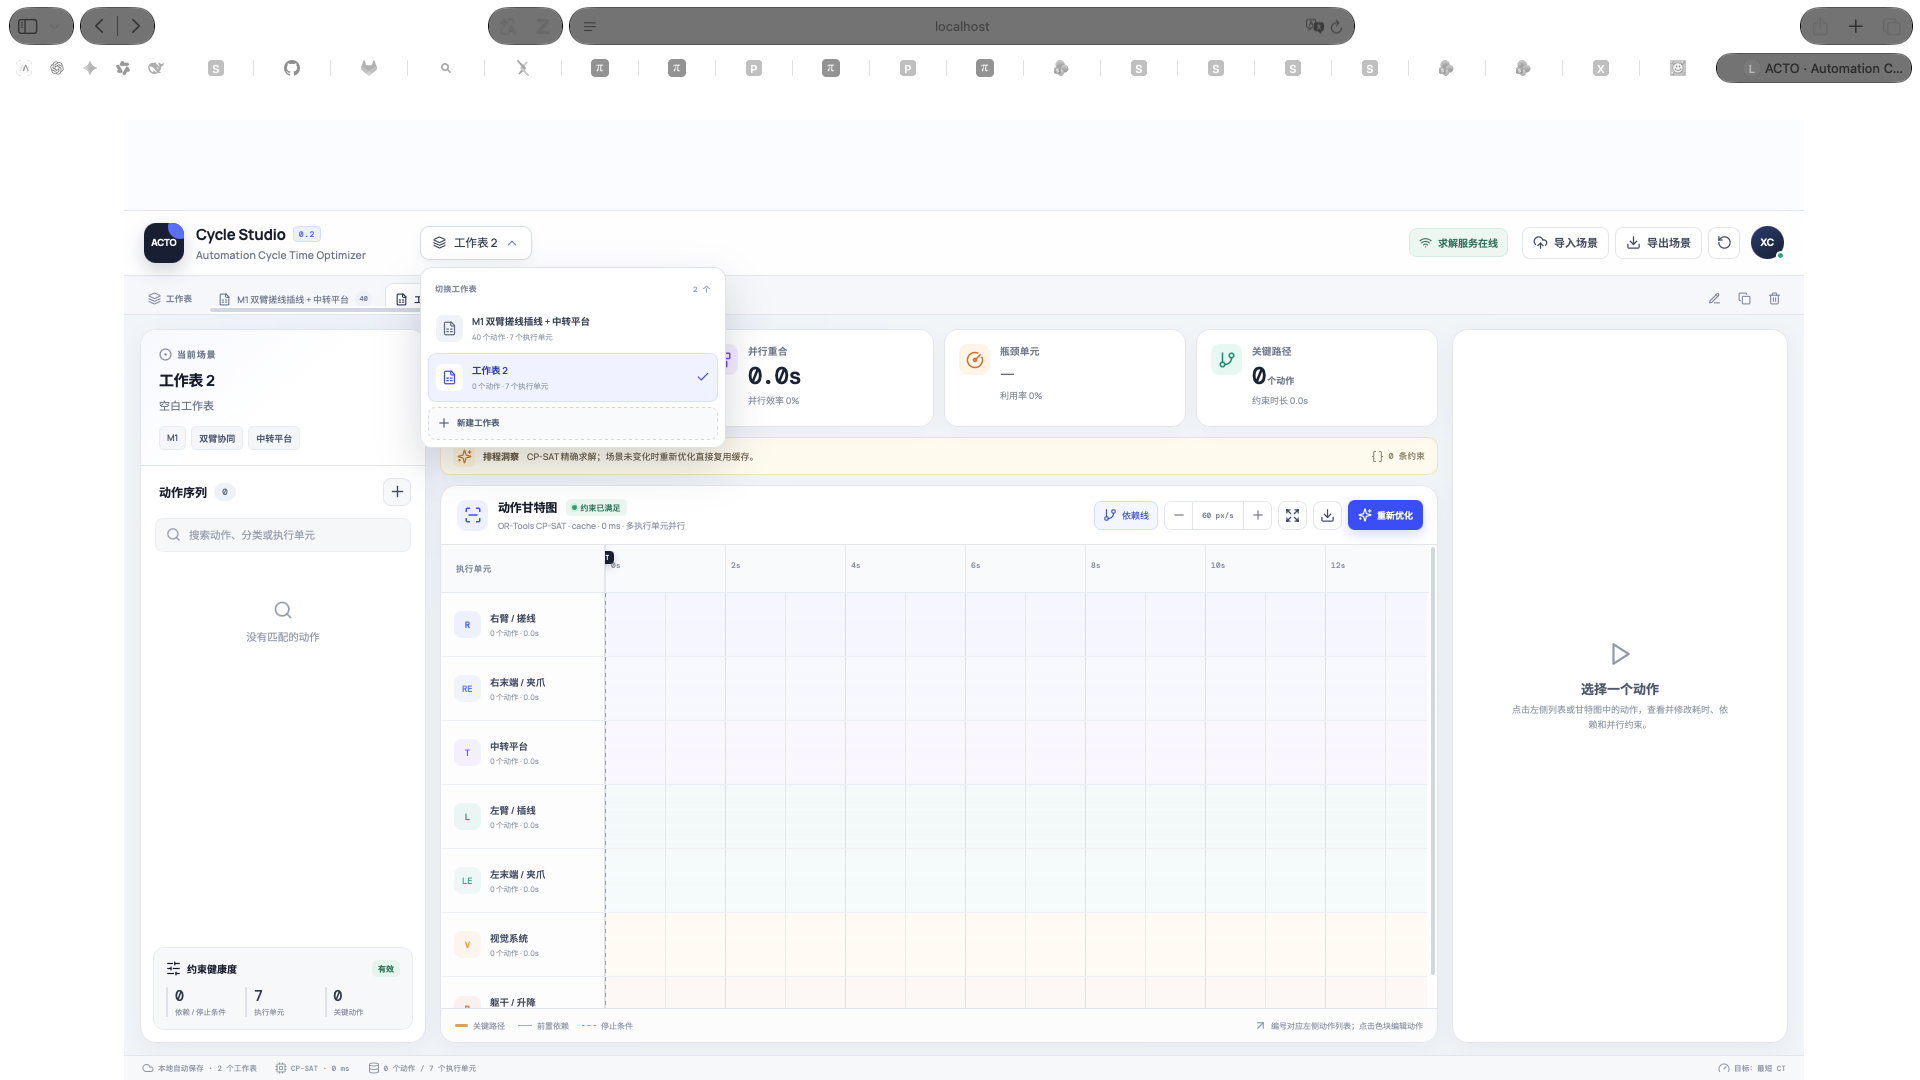 localhost
ACTO · Automation C...
ACTO
Cycle Studio 0.2
Automation Cycle Time Optimizer
工作表 2
求解服务在线
导入场景
导出场景
XC
工作表
M1 双臂搓线插线 + 中转平台 40
切换工作表 2 个
M1 双臂搓线插线 + 中转平台
40 个动作 · 7 个执行单元
工作表 2
0 个动作 · 7 个执行单元
新建工作表
当前场景
工作表 2
空白工作表
M1 双臂协同 中转平台
并行重合
0.0s
并行效率 0%
瓶颈单元
—
利用率 0%
关键路径
0个动作
约束时长 0.0s
排程洞察 CP-SAT 精确求解；场景未变化时重新优化直接复用缓存。
{} 0 条约束
动作序列 0
搜索动作、分类或执行单元
没有匹配的动作
动作甘特图 约束已满足
OR-Tools CP-SAT · cache · 0 ms · 多执行单元并行
依赖线
60 px/s
重新优化
执行单元
0s 2s 4s 6s 8s 10s 12s
R 右臂 / 搓线
0 个动作 · 0.0s
RE 右末端 / 夹爪
0 个动作 · 0.0s
T 中转平台
0 个动作 · 0.0s
L 左臂 / 插线
0 个动作 · 0.0s
LE 左末端 / 夹爪
0 个动作 · 0.0s
V 视觉系统
0 个动作 · 0.0s
躯干 / 升降
关键路径 前置依赖 停止条件
编号对应左侧动作列表；点击色块编辑动作
选择一个动作
点击左侧列表或甘特图中的动作，查看并修改耗时、依
赖和并行约束。
约束健康度 有效
0 7 0
依赖 / 停止条件 执行单元 关键动作
本地自动保存 · 2 个工作表
CP-SAT · 0 ms
0 个动作 / 7 个执行单元
目标: 最短 CT